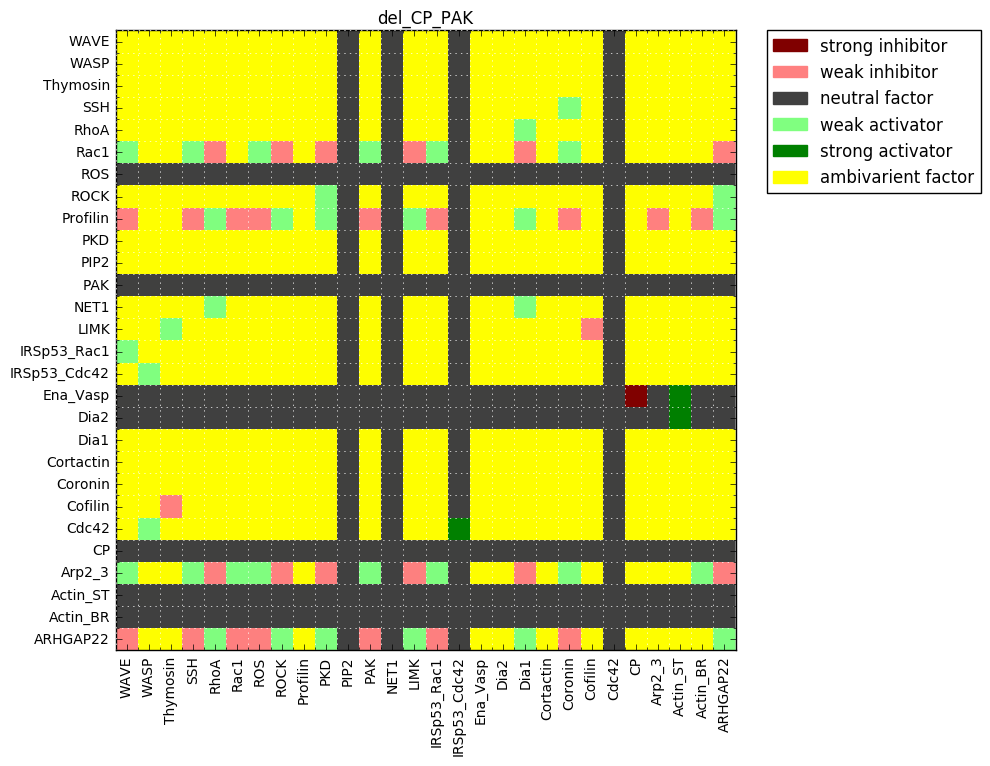 del_CP_PAK
strong inhibitor
weak inhibitor
neutral factor
weak activator
strong activator
ambivarient factor
WAVE
WASP
Thymosin
SSH
RhoA
Rac1
ROS
ROCK
Profilin
PKD
PIP2
PAK
NET1
LIMK
IRSp53_Rac1
IRSp53_Cdc42
Ena_Vasp
Dia2
Dia1
Cortactin
Coronin
Cofilin
Cdc42
CP
Arp2_3
Actin_ST
Actin_BR
ARHGAP22
WAVE
WASP
Thymosin
SSH
RhoA
Rac1
ROS
ROCK
Profilin
PKD
PIP2
PAK
NET1
LIMK
IRSp53_Rac1
IRSp53_Cdc42
Ena_Vasp
Dia2
Dia1
Cortactin
Coronin
Cofilin
Cdc42
CP
Arp2_3
Actin_ST
Actin_BR
ARHGAP22